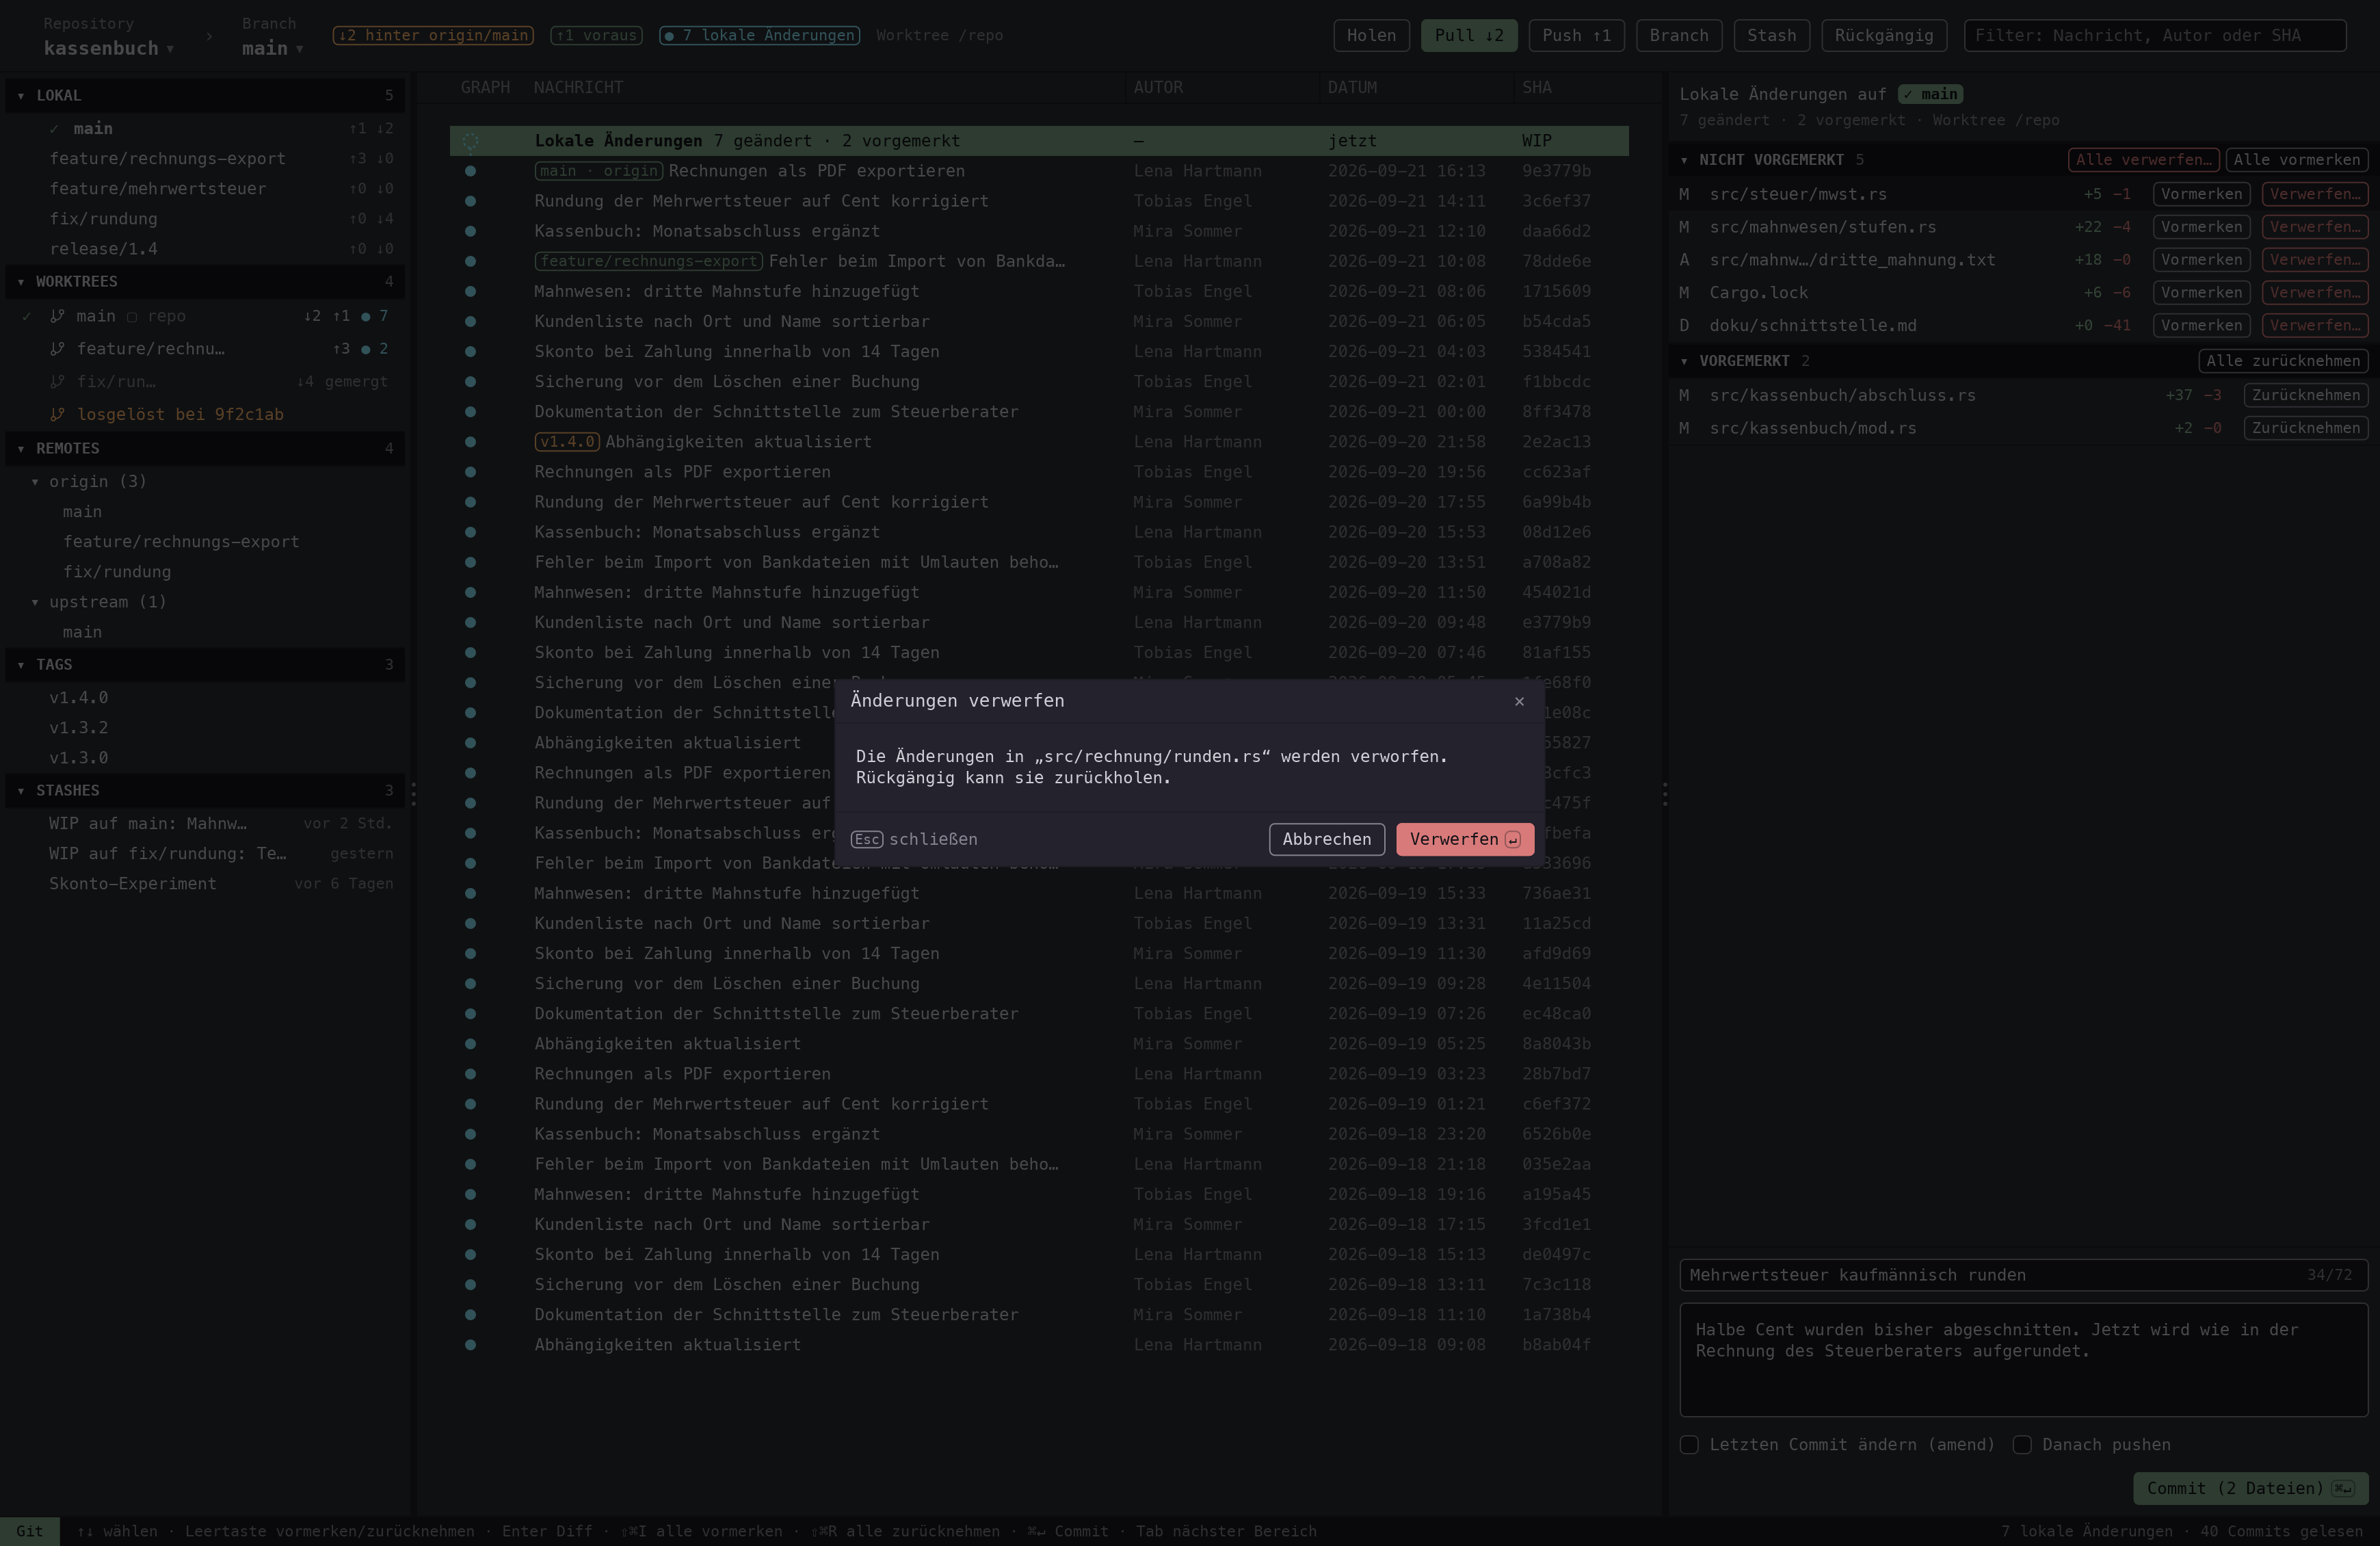 Repository
kassenbuch ▾
›
Branch
main ▾
↓2 hinter origin/main
↑1 voraus
● 7 lokale Änderungen
Worktree /repo
Holen
Pull ↓2
Push ↑1
Branch
Stash
Rückgängig
Filter: Nachricht, Autor oder SHA
▾ LOKAL 5
✓ main ↑1 ↓2
feature/rechnungs-export ↑3 ↓0
feature/mehrwertsteuer ↑0 ↓0
fix/rundung ↑0 ↓4
release/1.4 ↑0 ↓0
▾ WORKTREES 4
✓ main ▢ repo ↓2 ↑1 ● 7
feature/rechnu… ↑3 ● 2
fix/run… ↓4 gemergt
losgelöst bei 9f2c1ab
▾ REMOTES 4
▾ origin (3)
main
feature/rechnungs-export
fix/rundung
▾ upstream (1)
main
▾ TAGS 3
v1.4.0
v1.3.2
v1.3.0
▾ STASHES 3
WIP auf main: Mahnw… vor 2 Std.
WIP auf fix/rundung: Te… gestern
Skonto-Experiment vor 6 Tagen
GRAPH NACHRICHT AUTOR DATUM SHA
Lokale Änderungen 7 geändert · 2 vorgemerkt — jetzt WIP
main · origin Rechnungen als PDF exportieren Lena Hartmann 2026-09-21 16:13 9e3779b
Rundung der Mehrwertsteuer auf Cent korrigiert Tobias Engel 2026-09-21 14:11 3c6ef37
Kassenbuch: Monatsabschluss ergänzt Mira Sommer 2026-09-21 12:10 daa66d2
feature/rechnungs-export Fehler beim Import von Bankda… Lena Hartmann 2026-09-21 10:08 78dde6e
Mahnwesen: dritte Mahnstufe hinzugefügt Tobias Engel 2026-09-21 08:06 1715609
Kundenliste nach Ort und Name sortierbar Mira Sommer 2026-09-21 06:05 b54cda5
Skonto bei Zahlung innerhalb von 14 Tagen Lena Hartmann 2026-09-21 04:03 5384541
Sicherung vor dem Löschen einer Buchung Tobias Engel 2026-09-21 02:01 f1bbcdc
Dokumentation der Schnittstelle zum Steuerberater Mira Sommer 2026-09-21 00:00 8ff3478
v1.4.0 Abhängigkeiten aktualisiert Lena Hartmann 2026-09-20 21:58 2e2ac13
Rechnungen als PDF exportieren Tobias Engel 2026-09-20 19:56 cc623af
Rundung der Mehrwertsteuer auf Cent korrigiert Mira Sommer 2026-09-20 17:55 6a99b4b
Kassenbuch: Monatsabschluss ergänzt Lena Hartmann 2026-09-20 15:53 08d12e6
Fehler beim Import von Bankdateien mit Umlauten beho… Tobias Engel 2026-09-20 13:51 a708a82
Mahnwesen: dritte Mahnstufe hinzugefügt Mira Sommer 2026-09-20 11:50 454021d
Kundenliste nach Ort und Name sortierbar Lena Hartmann 2026-09-20 09:48 e3779b9
Skonto bei Zahlung innerhalb von 14 Tagen Tobias Engel 2026-09-20 07:46 81af155
Sicherung vor dem Löschen einer
Dokumentation der Schnittstelle
Abhängigkeiten aktualisiert
Rechnungen als PDF exportieren
Rundung der Mehrwertsteuer auf
Kassenbuch: Monatsabschluss
Fehler beim Import von
Mahnwesen: dritte Mahnstufe hinzugefügt Lena Hartmann 2026-09-19 15:33 736ae31
Kundenliste nach Ort und Name sortierbar Tobias Engel 2026-09-19 13:31 11a25cd
Skonto bei Zahlung innerhalb von 14 Tagen Mira Sommer 2026-09-19 11:30 afd9d69
Sicherung vor dem Löschen einer Buchung Lena Hartmann 2026-09-19 09:28 4e11504
Dokumentation der Schnittstelle zum Steuerberater Tobias Engel 2026-09-19 07:26 ec48ca0
Abhängigkeiten aktualisiert Mira Sommer 2026-09-19 05:25 8a8043b
Rechnungen als PDF exportieren Lena Hartmann 2026-09-19 03:23 28b7bd7
Rundung der Mehrwertsteuer auf Cent korrigiert Tobias Engel 2026-09-19 01:21 c6ef372
Kassenbuch: Monatsabschluss ergänzt Mira Sommer 2026-09-18 23:20 6526b0e
Fehler beim Import von Bankdateien mit Umlauten beho… Lena Hartmann 2026-09-18 21:18 035e2aa
Mahnwesen: dritte Mahnstufe hinzugefügt Tobias Engel 2026-09-18 19:16 a195a45
Kundenliste nach Ort und Name sortierbar Mira Sommer 2026-09-18 17:15 3fcd1e1
Skonto bei Zahlung innerhalb von 14 Tagen Lena Hartmann 2026-09-18 15:13 de0497c
Sicherung vor dem Löschen einer Buchung Tobias Engel 2026-09-18 13:11 7c3c118
Dokumentation der Schnittstelle zum Steuerberater Mira Sommer 2026-09-18 11:10 1a738b4
Abhängigkeiten aktualisiert Lena Hartmann 2026-09-18 09:08 b8ab04f
Änderungen verwerfen ×
Die Änderungen in „src/rechnung/runden.rs“ werden verworfen.
Rückgängig kann sie zurückholen.
Esc schließen
Abbrechen
Verwerfen ↵
Lokale Änderungen auf ✓ main
7 geändert · 2 vorgemerkt · Worktree /repo
▾ NICHT VORGEMERKT 5 Alle verwerfen… Alle vormerken
M src/steuer/mwst.rs +5 −1 Vormerken Verwerfen…
M src/mahnwesen/stufen.rs +22 −4 Vormerken Verwerfen…
A src/mahnw…/dritte_mahnung.txt +18 −0 Vormerken Verwerfen…
M Cargo.lock +6 −6 Vormerken Verwerfen…
D doku/schnittstelle.md +0 −41 Vormerken Verwerfen…
▾ VORGEMERKT 2 Alle zurücknehmen
M src/kassenbuch/abschluss.rs +37 −3 Zurücknehmen
M src/kassenbuch/mod.rs +2 −0 Zurücknehmen
Mehrwertsteuer kaufmännisch runden 34/72
Halbe Cent wurden bisher abgeschnitten. Jetzt wird wie in der
Rechnung des Steuerberaters aufgerundet.
Letzten Commit ändern (amend)
Danach pushen
Commit (2 Dateien) ⌘↵
Git ↑↓ wählen · Leertaste vormerken/zurücknehmen · Enter Diff · ⇧⌘I alle vormerken · ⇧⌘R alle zurücknehmen · ⌘↵ Commit · Tab nächster Bereich
7 lokale Änderungen · 40 Commits gelesen